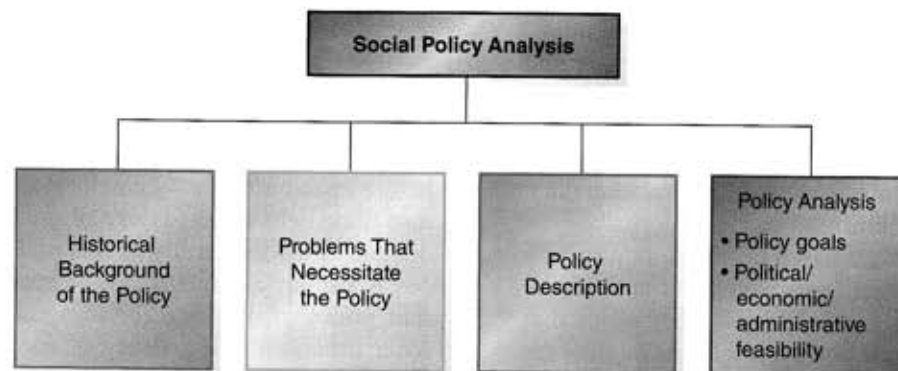 Social Policy Analysis
Historical
Background
of the Policy
Problems That
Necessitate
the Policy
Policy
Description
Policy Analysis
• Policy goals
• Political/
economic/
administrative
feasibility